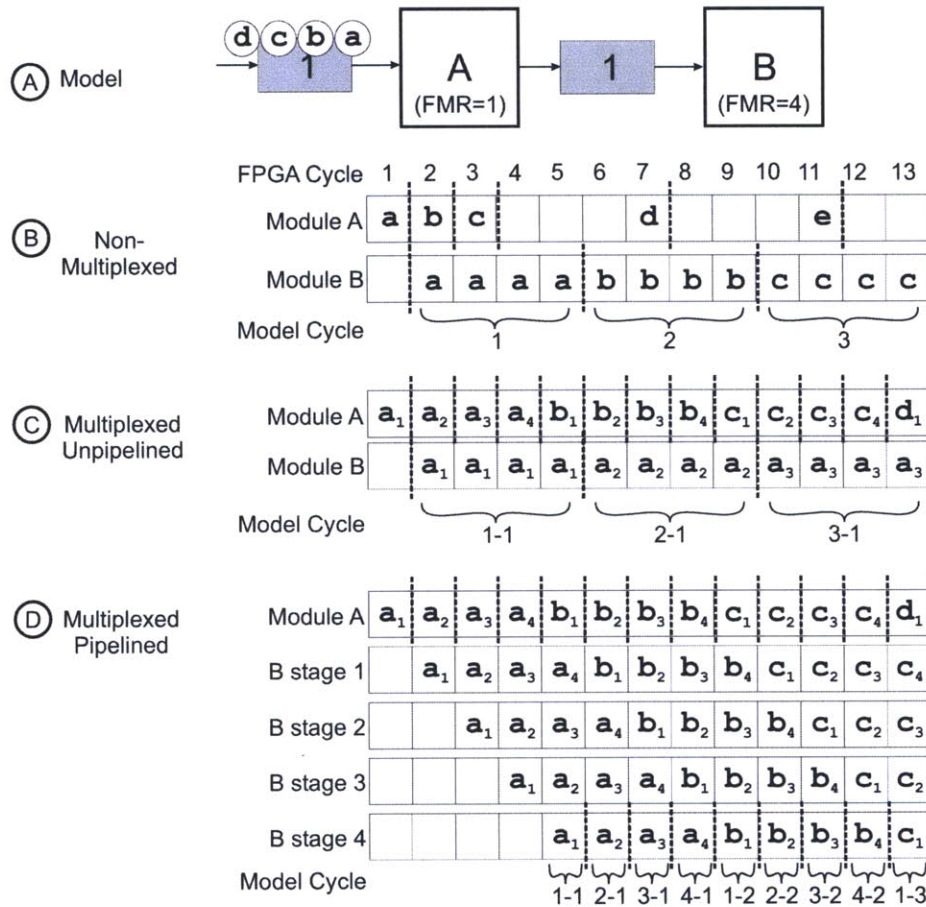 d c b a
1
A
(FMR=1)
1
B
(FMR=4)
A Model
FPGA Cycle 1 2 3 4 5 6 7 8 9 10 11 12 13
B Non-
Multiplexed
Module A a b c d e
Module B a a a a b b b b c c c c
Model Cycle 1 2 3
C Multiplexed
Unpipelined
Module A a₁ a₂ a₃ a₄ b₁ b₂ b₃ b₄ c₁ c₂ c₃ c₄ d₁
Module B a₁ a₁ a₁ a₁ a₂ a₂ a₂ a₂ a₃ a₃ a₃ a₃
Model Cycle 1-1 2-1 3-1
D Multiplexed
Pipelined
Module A a₁ a₂ a₃ a₄ b₁ b₂ b₃ b₄ c₁ c₂ c₃ c₄ d₁
B stage 1 a₁ a₂ a₃ a₄ b₁ b₂ b₃ b₄ c₁ c₂ c₃ c₄
B stage 2 a₁ a₂ a₃ a₄ b₁ b₂ b₃ b₄ c₁ c₂ c₃
B stage 3 a₁ a₂ a₃ a₄ b₁ b₂ b₃ b₄ c₁ c₂
B stage 4 a₁ a₂ a₃ a₄ b₁ b₂ b₃ b₄ c₁
Model Cycle 1-1 2-1 3-1 4-1 1-2 2-2 3-2 4-2 1-3